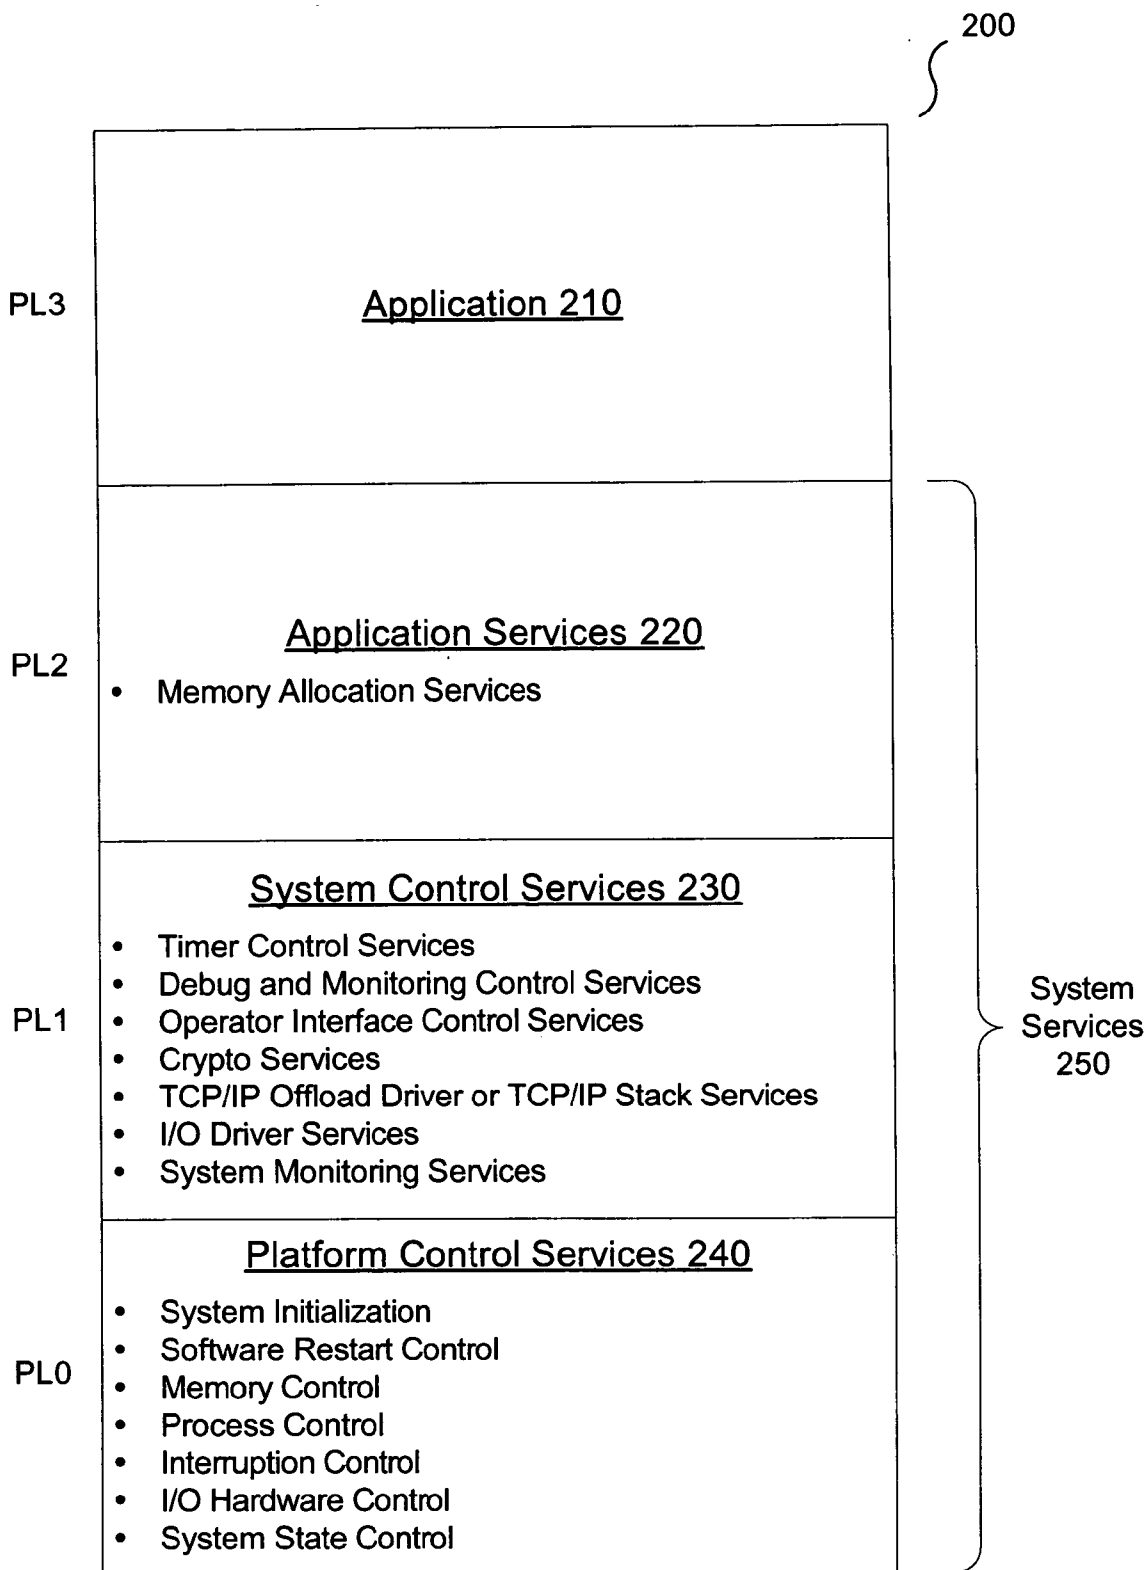 200
PL3
Application 210
PL2
Application Services 220
• Memory Allocation Services
System Control Services 230
PL1
• Timer Control Services
• Debug and Monitoring Control Services
• Operator Interface Control Services
• Crypto Services
• TCP/IP Offload Driver or TCP/IP Stack Services
• I/O Driver Services
• System Monitoring Services
System
Services
250
Platform Control Services 240
PL0
• System Initialization
• Software Restart Control
• Memory Control
• Process Control
• Interruption Control
• I/O Hardware Control
• System State Control